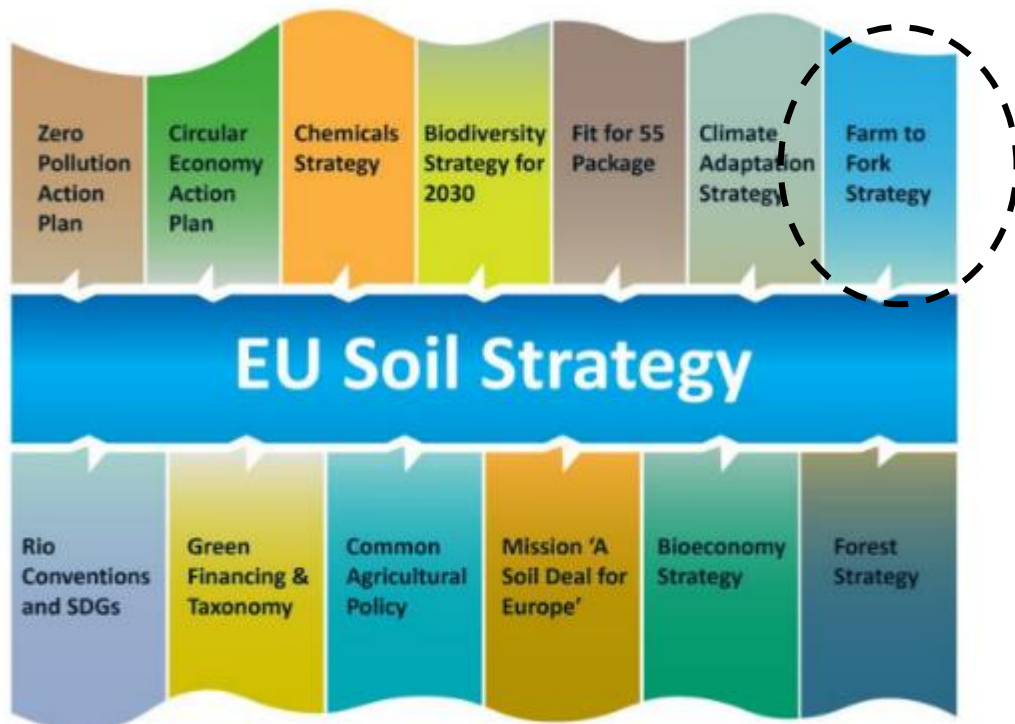 Zero
Pollution
Action
Plan
Circular
Economy
Action
Plan
Chemicals
Strategy
Biodiversity
Strategy for
2030
Fit for 55
Package
Climate
Adaptation
Strategy
Farm to
Fork
Strategy
EU Soil Strategy
Rio
Conventions
and SDGs
Green
Financing &
Taxonomy
Common
Agricultural
Policy
Mission ‘A
Soil Deal for
Europe’
Bioeconomy
Strategy
Forest
Strategy